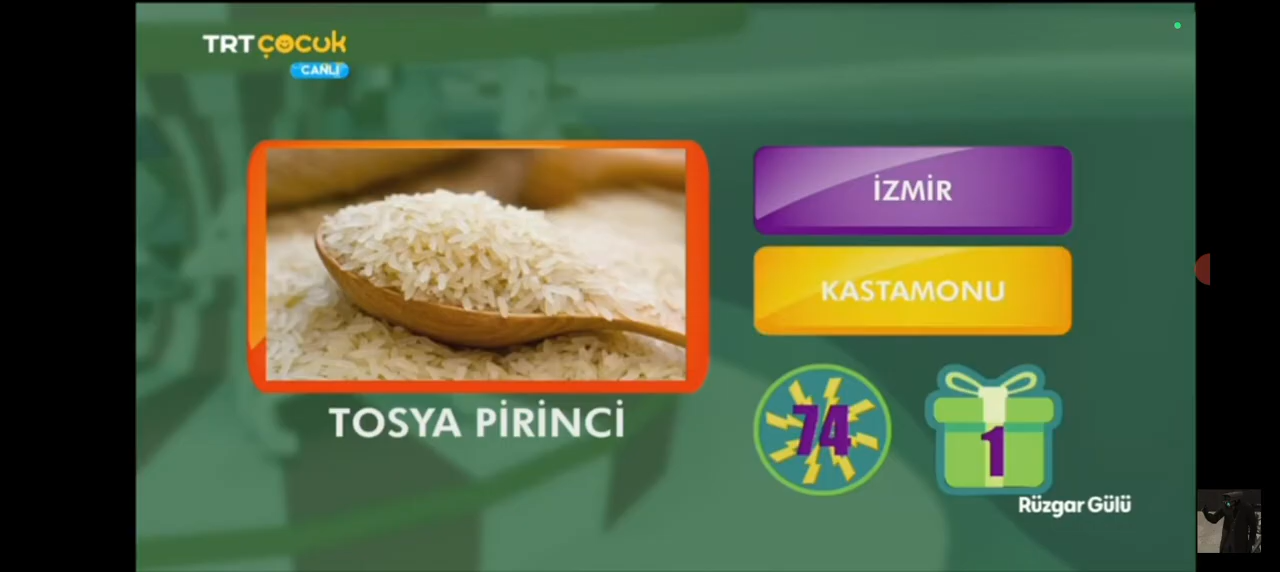 TRT çocuk
CANLI
İZMİR
KASTAMONU
TOSYA PİRİNCİ
74
1
Rüzgar Gülü